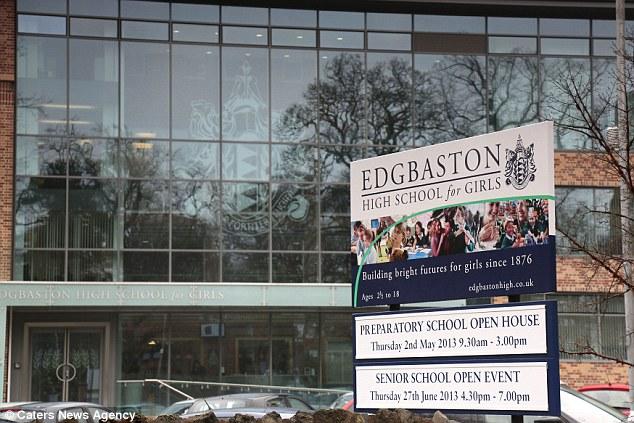 EDGBASTON
HIGH SCHOOL for GIRLS
Building bright futures for girls since 1876
Ages 2½ to 18
edgbastonhigh.co.uk
EDGBASTON HIGH SCHOOL for GIRLS
PREPARATORY SCHOOL OPEN HOUSE
Thursday 2nd May 2013 9.30am - 3.00pm
SENIOR SCHOOL OPEN EVENT
Thursday 27th June 2013 4.30pm - 7.00pm
© Caters News Agency